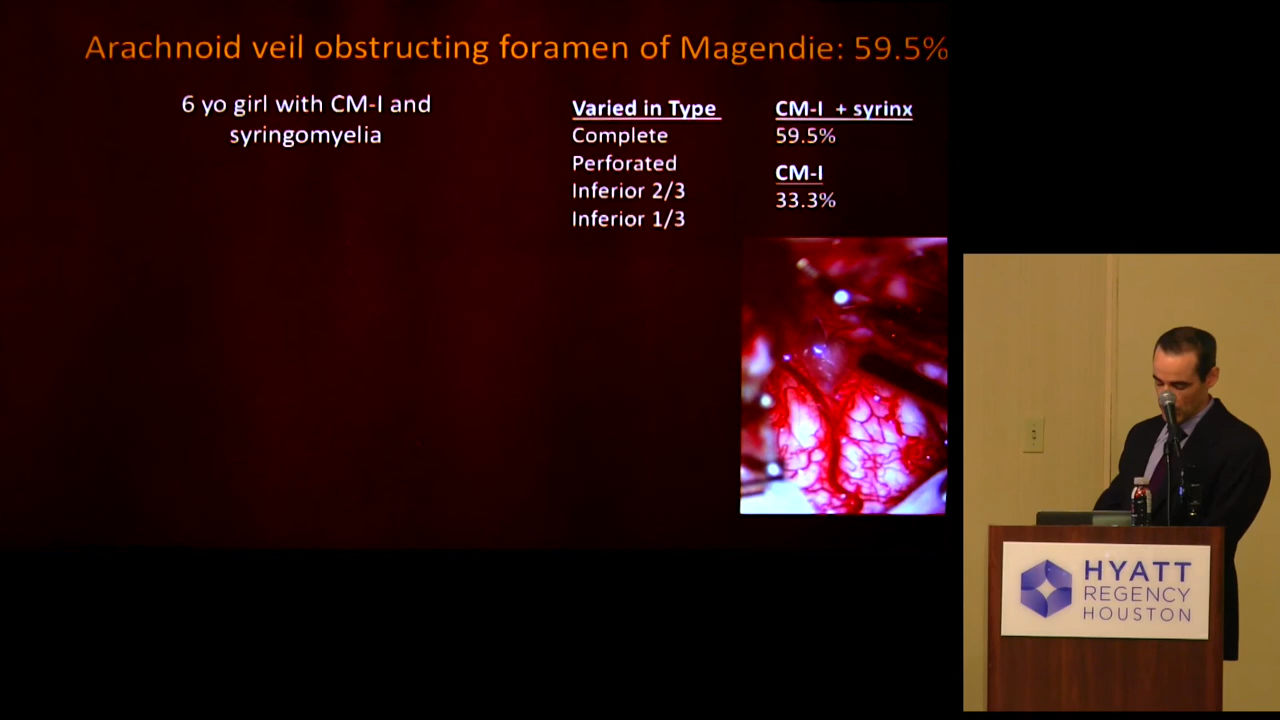 Arachnoid veil obstructing foramen of Magendie: 59.5%
6 yo girl with CM-I and
syringomyelia
Varied in Type
Complete
Perforated
Inferior 2/3
Inferior 1/3
CM-I + syrinx
59.5%
CM-I
33.3%
HYATT
REGENCY
HOUSTON